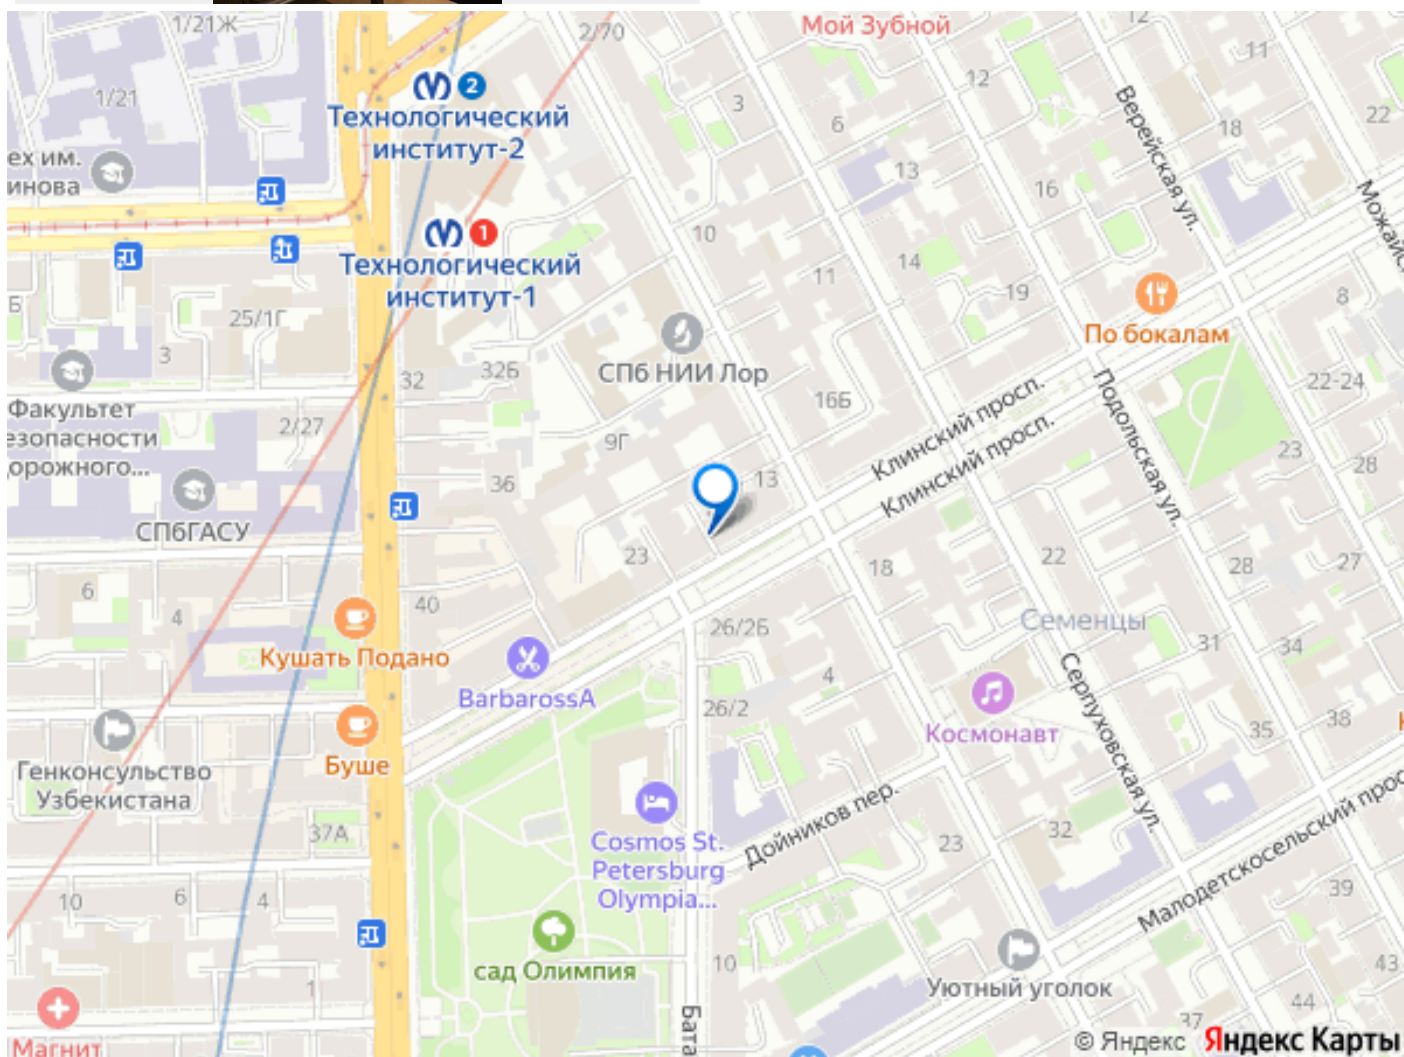 1/21Ж
2/70
Мой Зубной
12
11
12
1/21
2
Технологический
институт-2
3
6
Верейская ул.
18
22
ех им.
инова
13
16
Можайс
1
Технологический
институт-1
10
14
11
19
8
Б
25/1Г
По бокалам
3
32
32Б
СПб НИИ Лор
16Б
22-24
Факультет
езопасности
орожного...
2/27
9Г
Клинский просп.
Клинский просп.
Подольская ул.
23
28
36
13
СПбГАСУ
23
18
22
28
27
6
4
40
26/2Б
Семенцы
31
34
Кушать Подано
BarbarossA
4
26/2
Космонавт
Серпуховская ул.
35
38
К
Генконсульство
Узбекистана
Буше
37А
Cosmos St.
Petersburg
Olympia...
Дойников пер.
23
32
Малодетскосельский прос
39
10
6
4
сад Олимпия
10
Уютный уголок
43
44
1
Бата
37
Магнит
© Яндекс Яндекс Карты